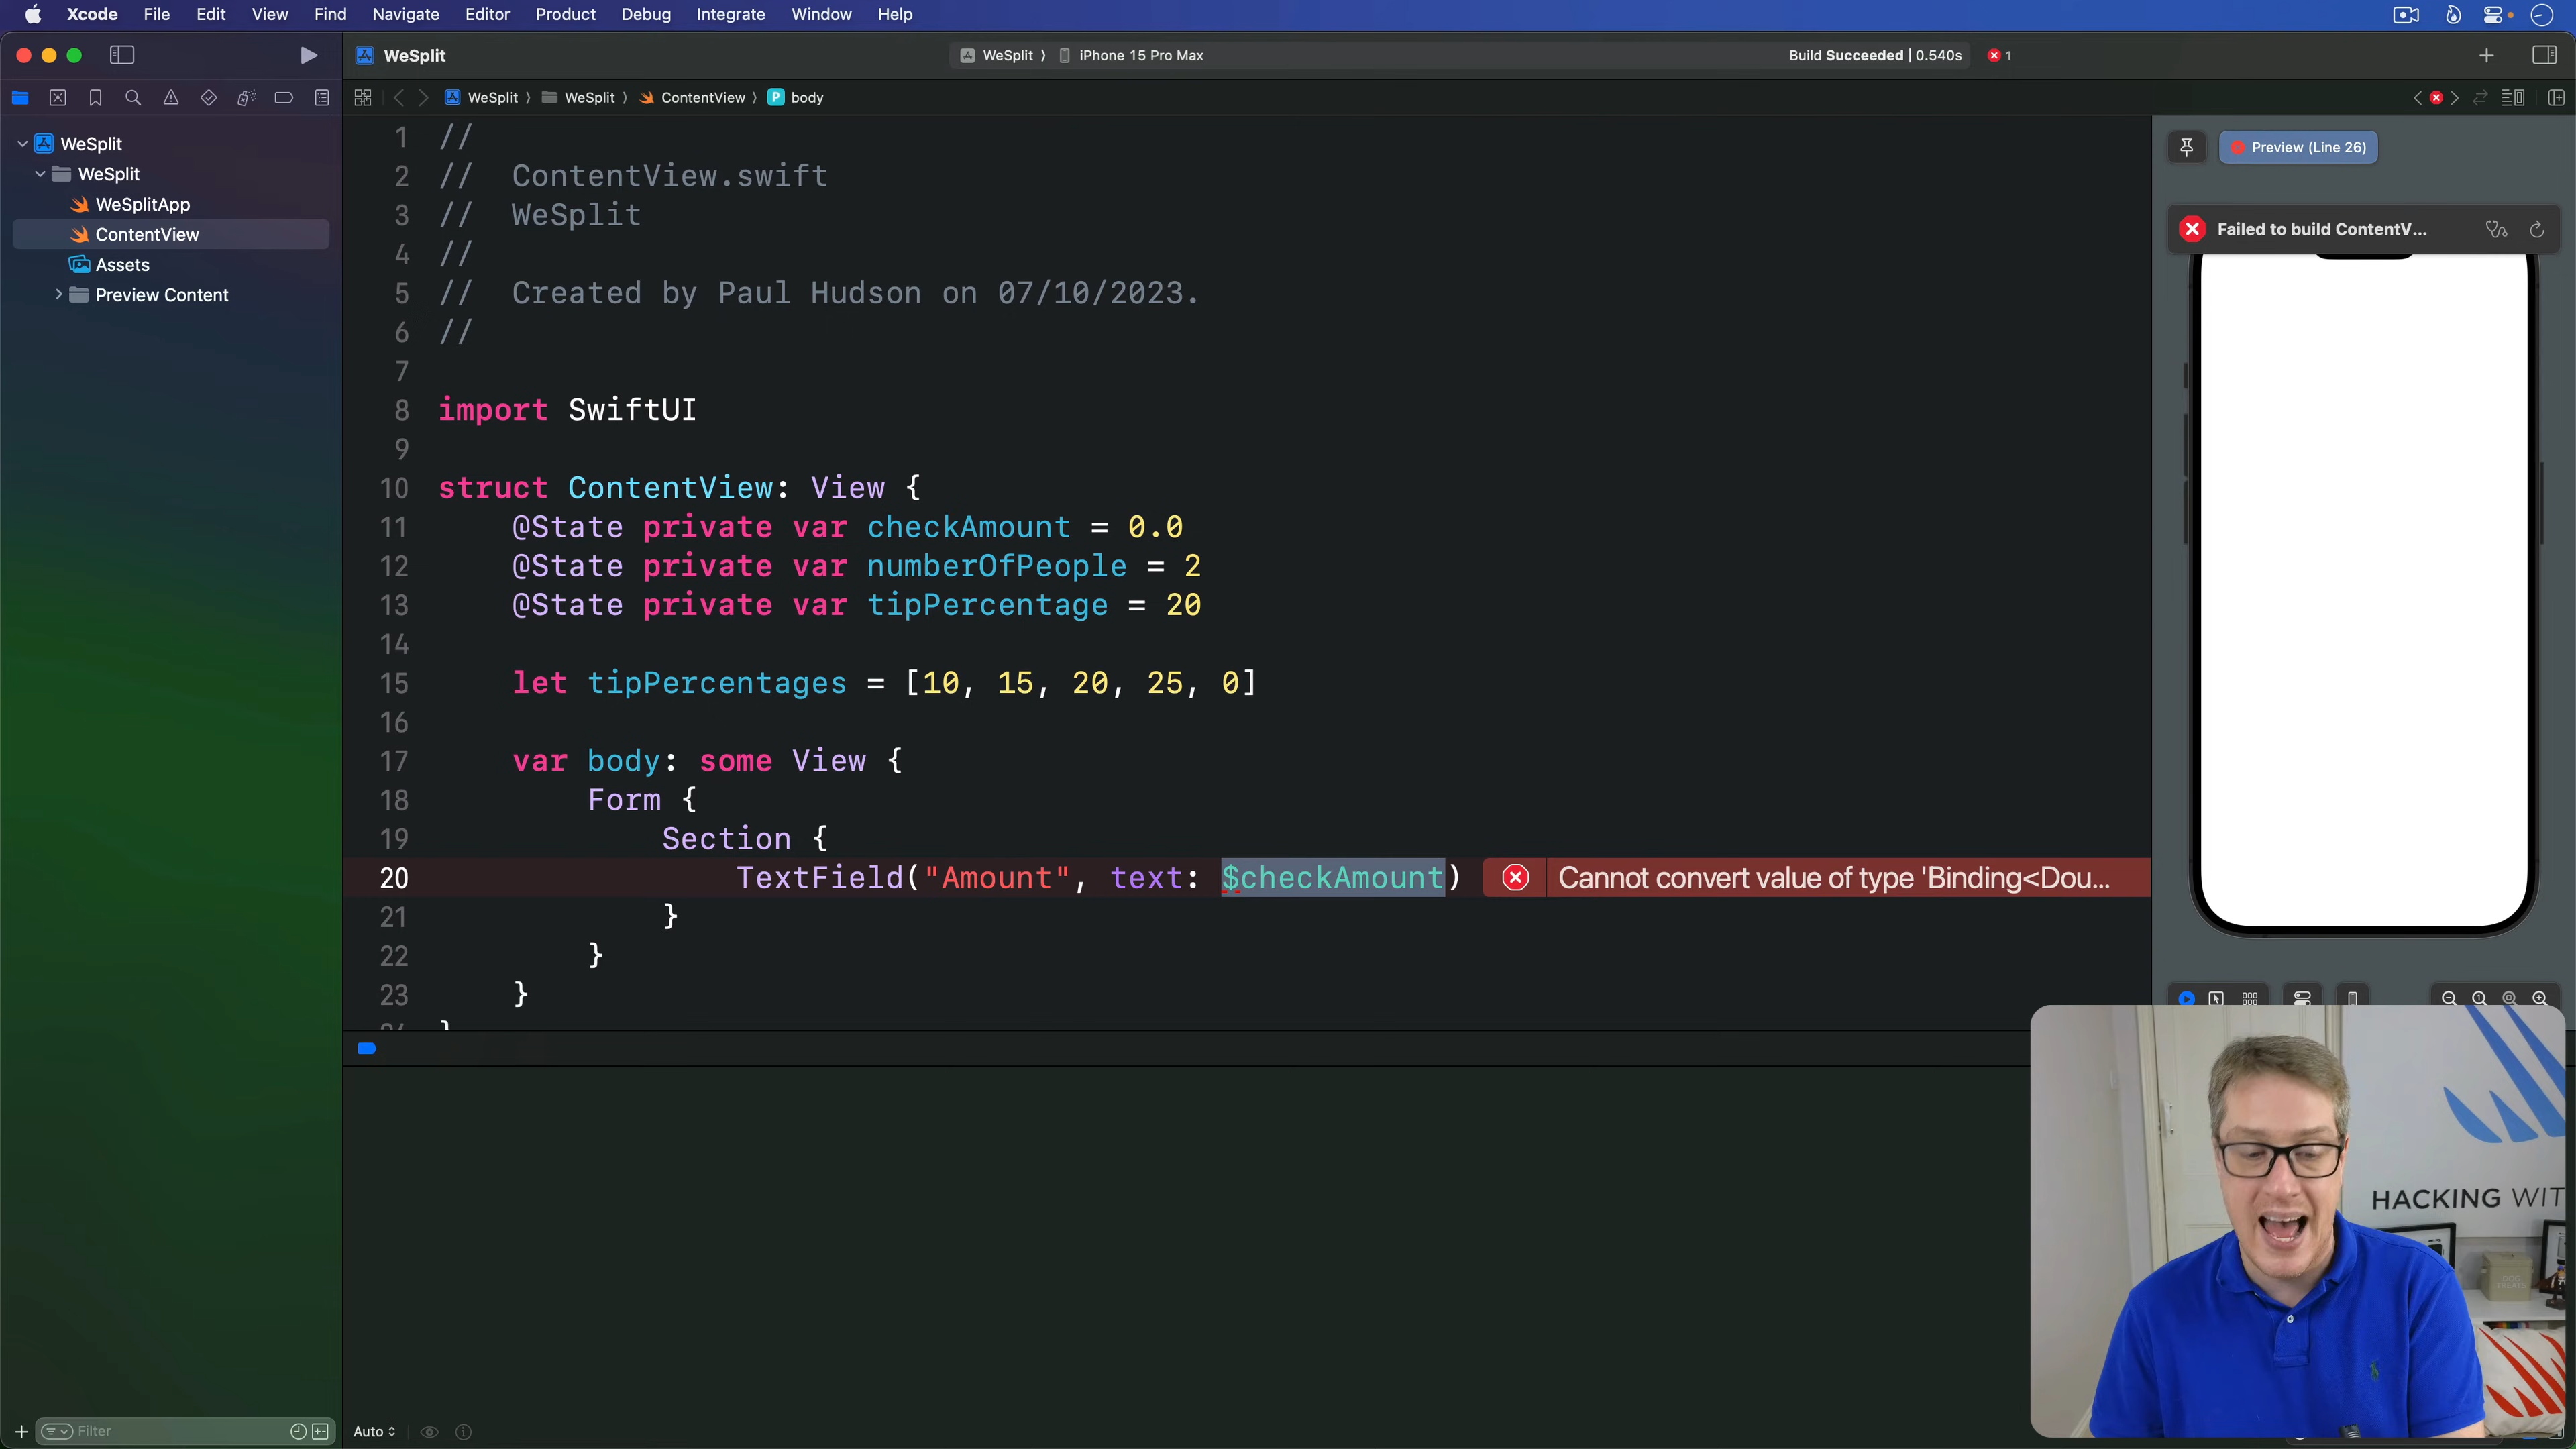 Xcode File Edit View Find Navigate Editor Product Debug Integrate Window Help
WeSplit
WeSplit 〉 iPhone 15 Pro Max
Build Succeeded | 0.540s
1
WeSplit 〉 WeSplit 〉 ContentView 〉 P body
WeSplit
WeSplit
WeSplitApp
ContentView
Assets
Preview Content
1 //
2 //  ContentView.swift
3 //  WeSplit
4 //
5 //  Created by Paul Hudson on 07/10/2023.
6 //
7
8 import SwiftUI
9
10 struct ContentView: View {
11 @State private var checkAmount = 0.0
12 @State private var numberOfPeople = 2
13 @State private var tipPercentage = 20
14
15 let tipPercentages = [10, 15, 20, 25, 0]
16
17 var body: some View {
18 Form {
19 Section {
20 TextField("Amount", text: $checkAmount) Cannot convert value of type 'Binding<Dou...
21 }
22 }
23 }
24 }
Preview (Line 26)
Failed to build ContentV...
HACKING WIT
DOG TREATS
Filter
Auto